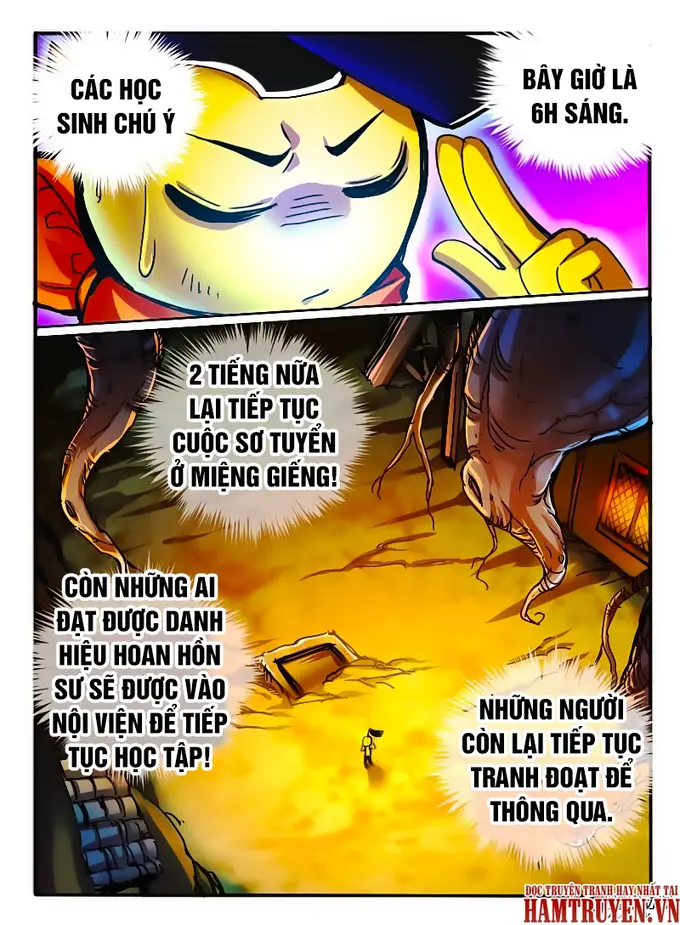 CÁC HỌC
SINH CHÚ Ý
BÂY GIỜ LÀ
6H SÁNG.
2 TIẾNG NỮA
LẠI TIẾP TỤC
CUỘC SƠ TUYỂN
Ở MIỆNG GIẾNG!
CÒN NHỮNG AI
ĐẠT ĐƯỢC DANH
HIỆU HOAN HỒN
SƯ SẼ ĐƯỢC VÀO
NỘI VIỆN ĐỂ TIẾP
TỤC HỌC TẬP!
NHỮNG NGƯỜI
CÒN LẠI TIẾP TỤC
TRANH ĐOẠT ĐỂ
THÔNG QUA.
ĐỌC TRUYỆN TRANH HAY NHẤT TẠI
HAMTRUYEN.VN